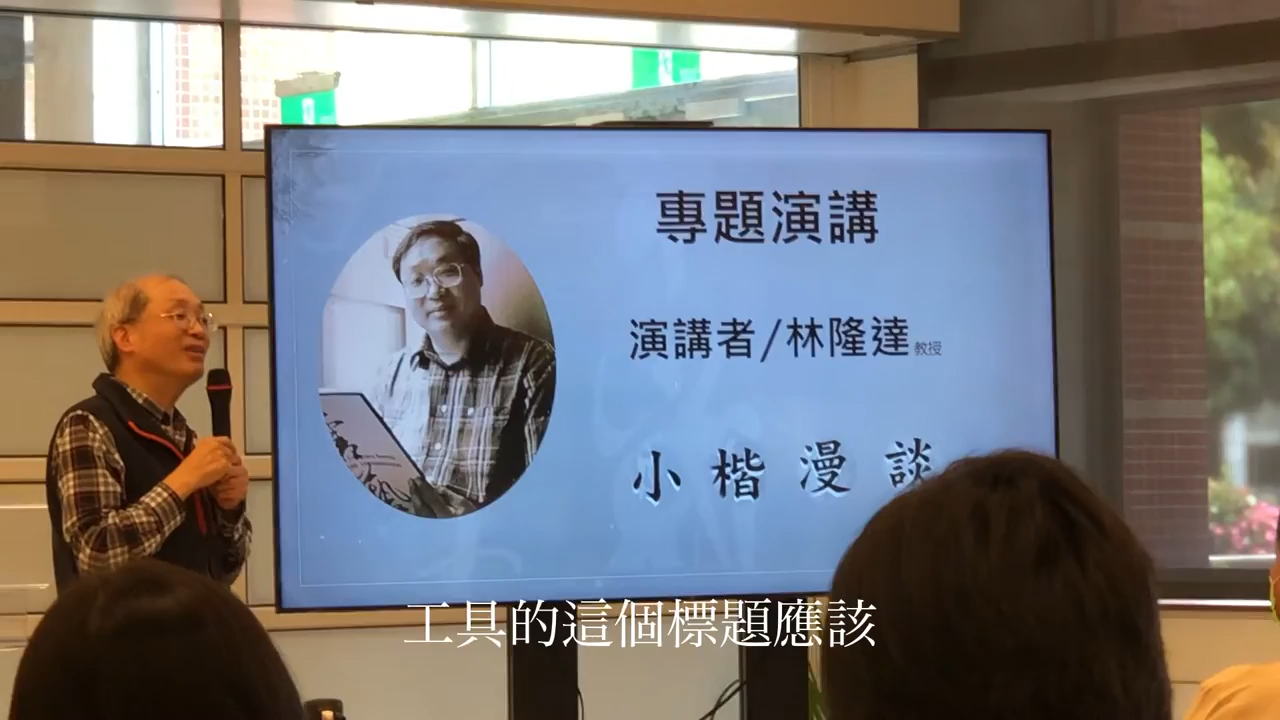 專題演講
演講者/林隆達教授
小楷漫談
工具的這個標題應該